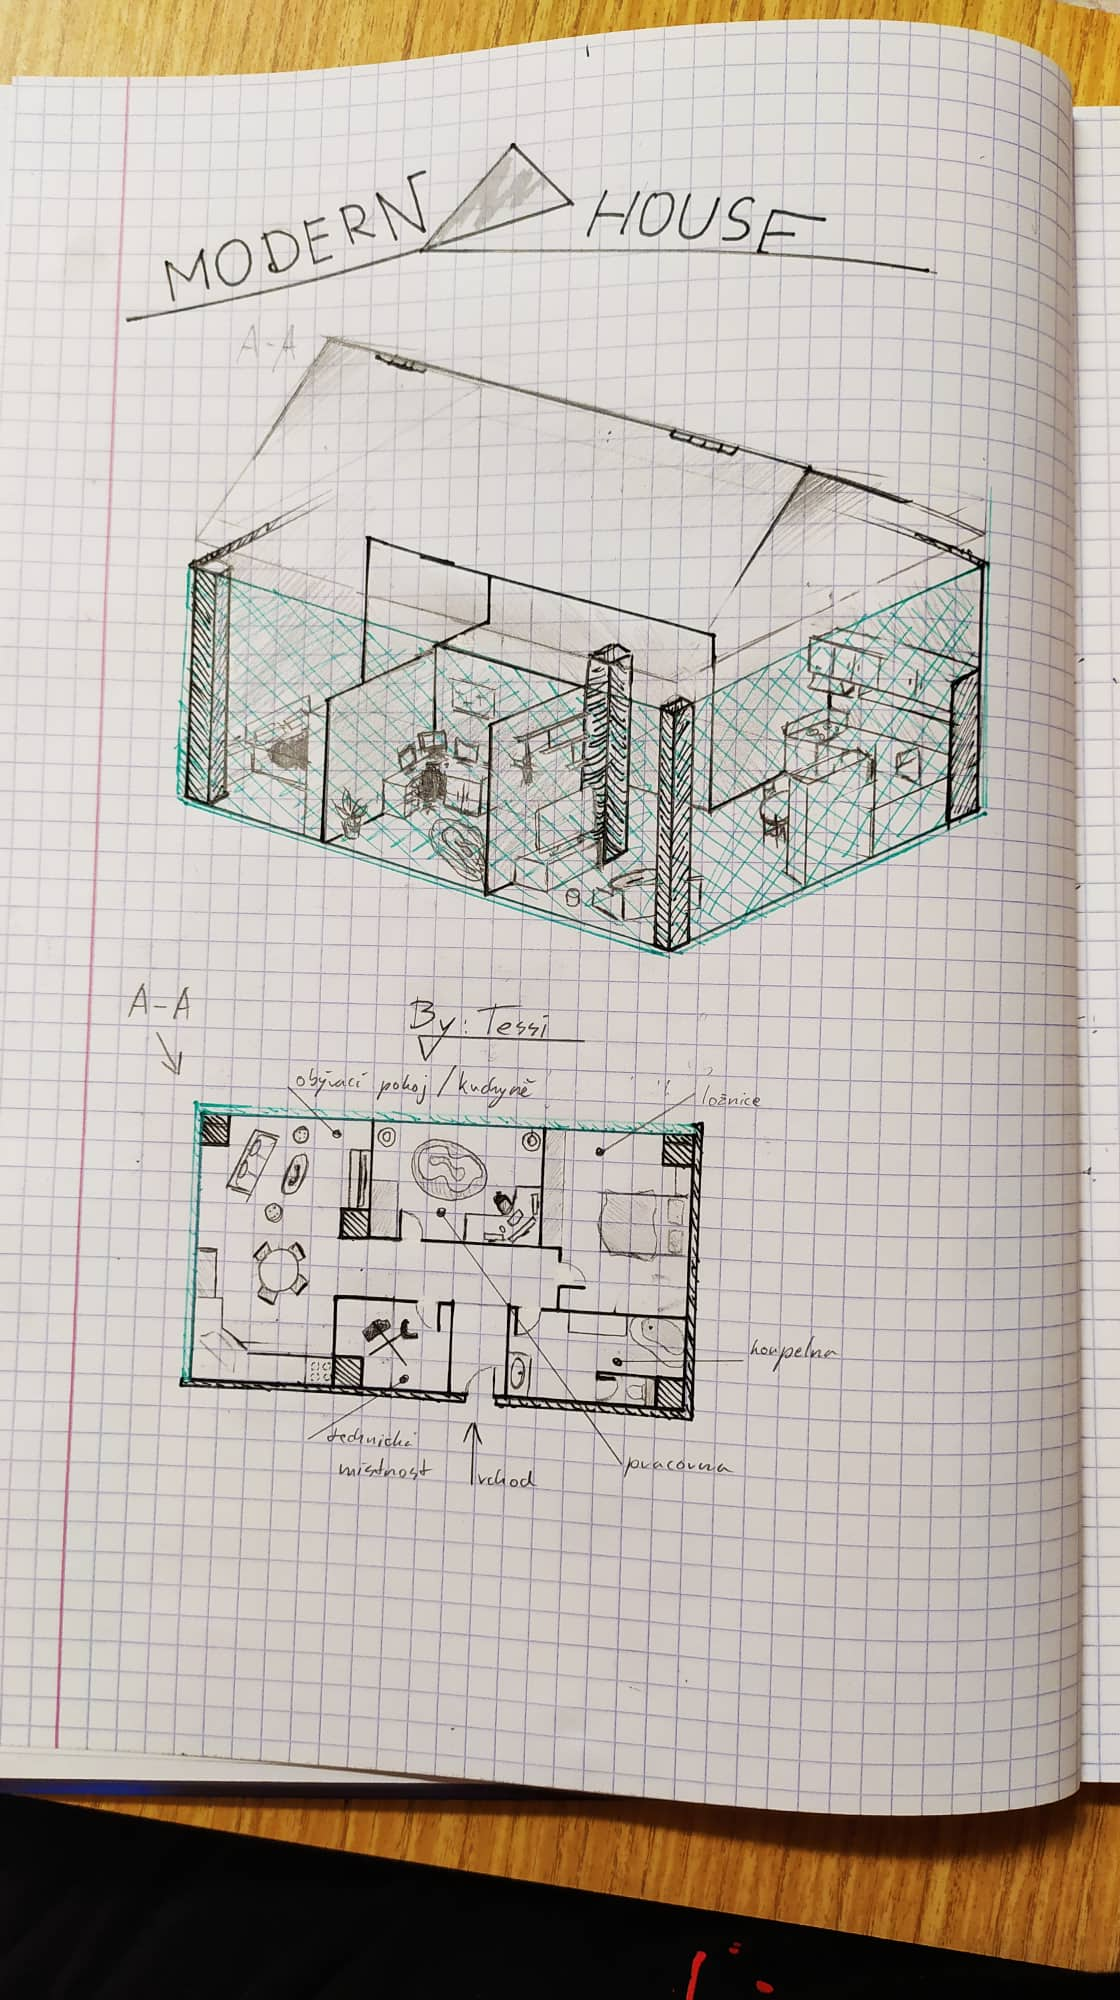 MODERN HOUSE
A-A
A-A
By: Tessi
obývací pokoj / kuchyně
ložnice
koupelna
technická
místnost
vchod
pracovna